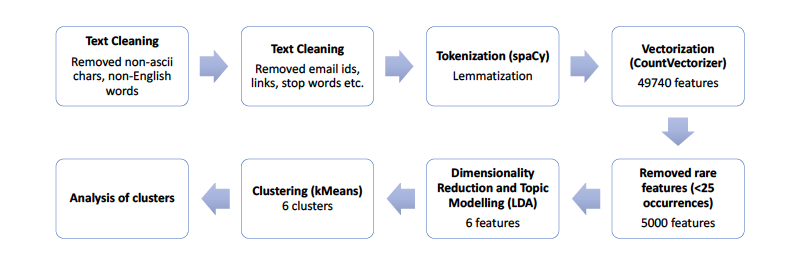 Text Cleaning
Removed non-ascii
chars, non-English
words
Text Cleaning
Removed email ids,
links, stop words etc.
Tokenization (spaCy)
Lemmatization
Vectorization
(CountVectorizer)
49740 features
Removed rare
features (<25
occurrences)
5000 features
Dimensionality
Reduction and Topic
Modelling (LDA)
6 features
Clustering (kMeans)
6 clusters
Analysis of clusters